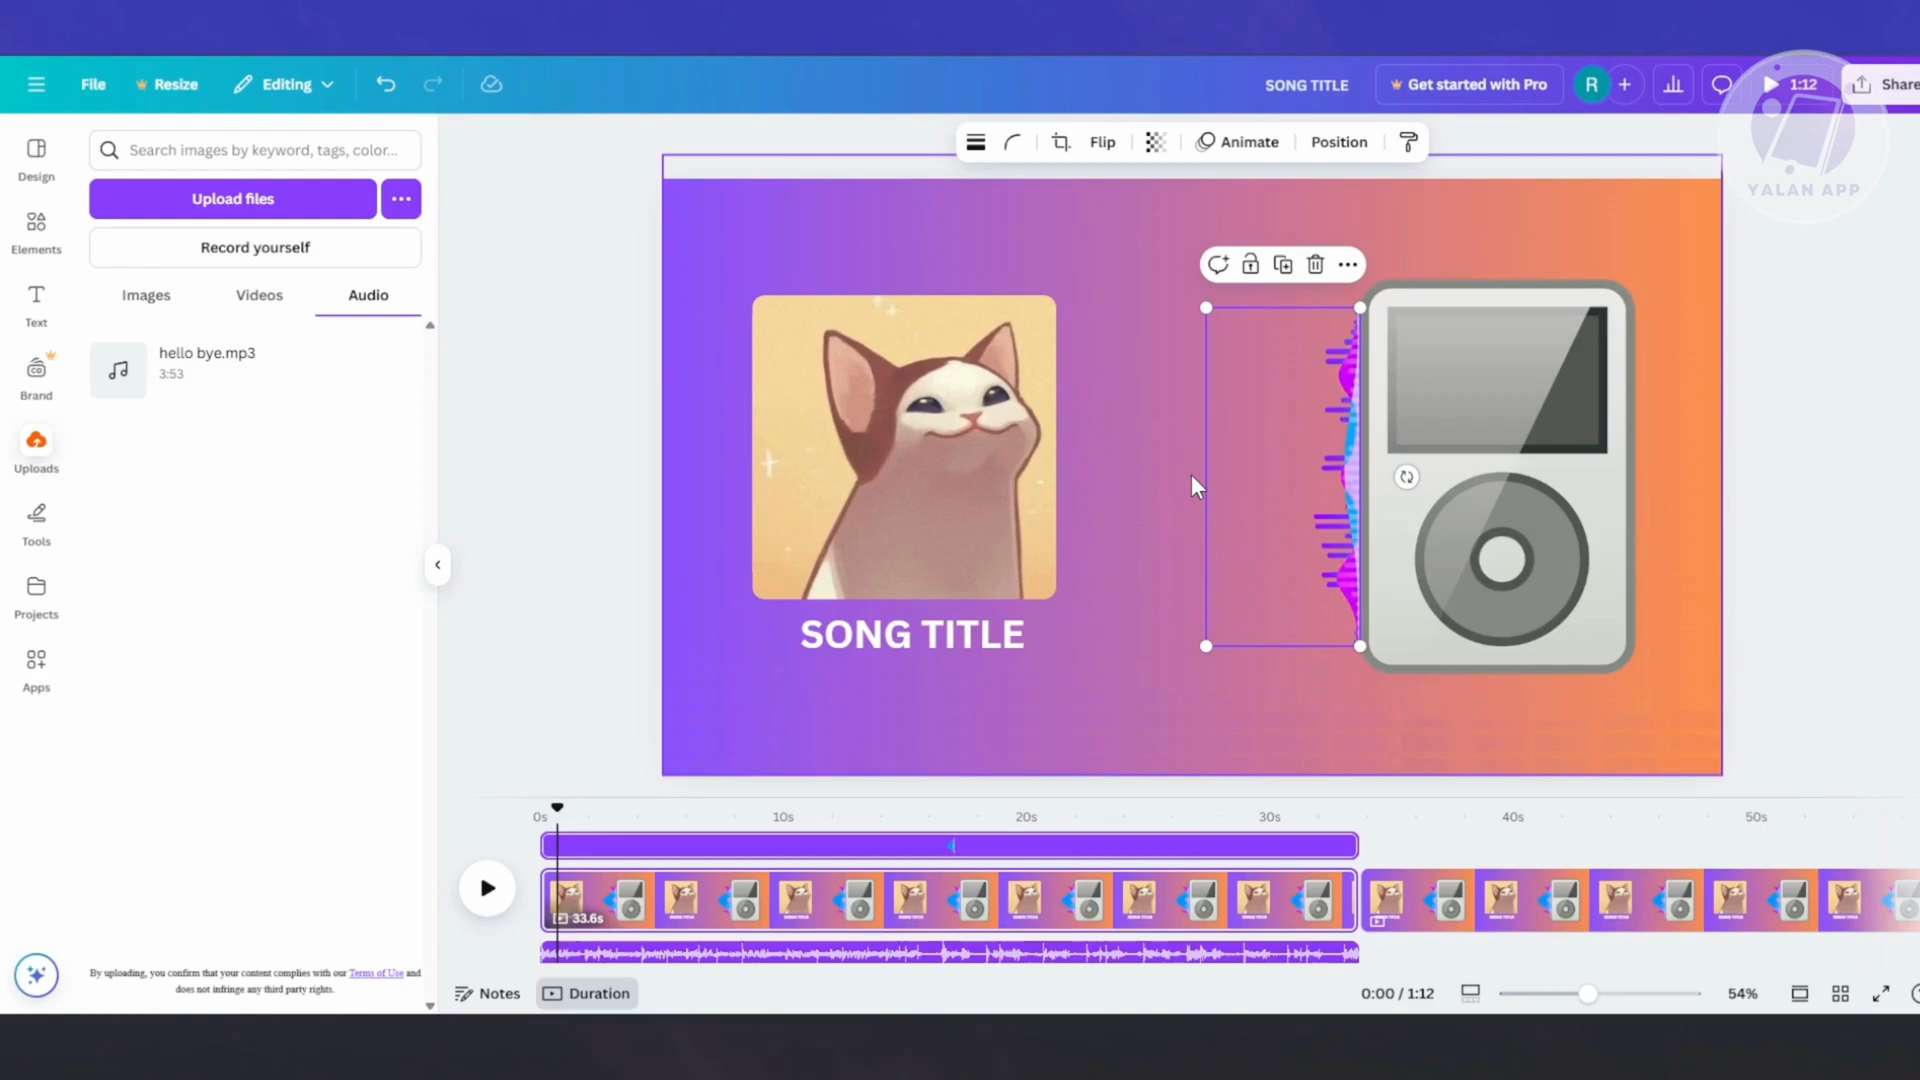 File
Resize
Editing
SONG TITLE
Get started with Pro
R
1:12
Share
YALAN APP
Design
Elements
Text
Brand
Uploads
Tools
Projects
Apps
Search images by keyword, tags, color...
Upload files
Record yourself
Images
Videos
Audio
hello bye.mp3
3:53
By uploading, you confirm that your content complies with our Terms of Use and
does not infringe any third party rights.
Flip
Animate
Position
SONG TITLE
0s
10s
20s
30s
40s
50s
33.6s
Notes
Duration
0:00 / 1:12
54%